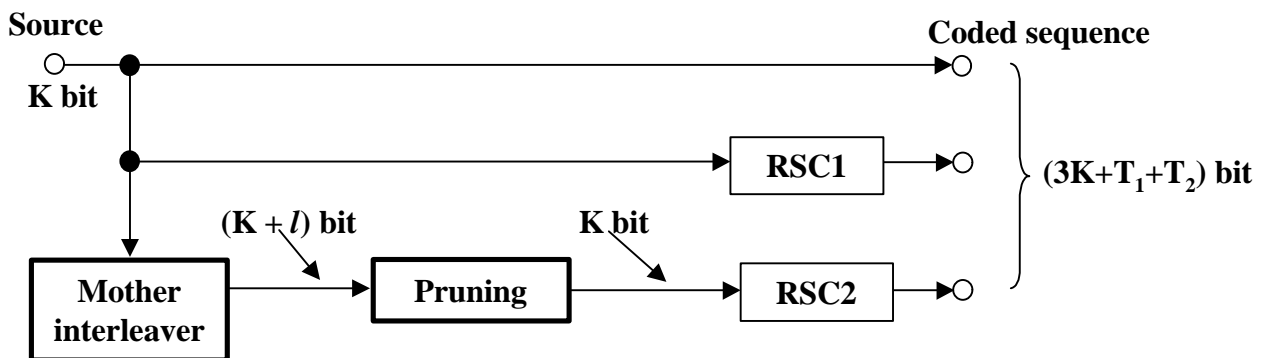 Source
Coded sequence
K bit
RSC1
(3K+T₁+T₂) bit
(K + l) bit
K bit
Mother
interleaver
Pruning
RSC2